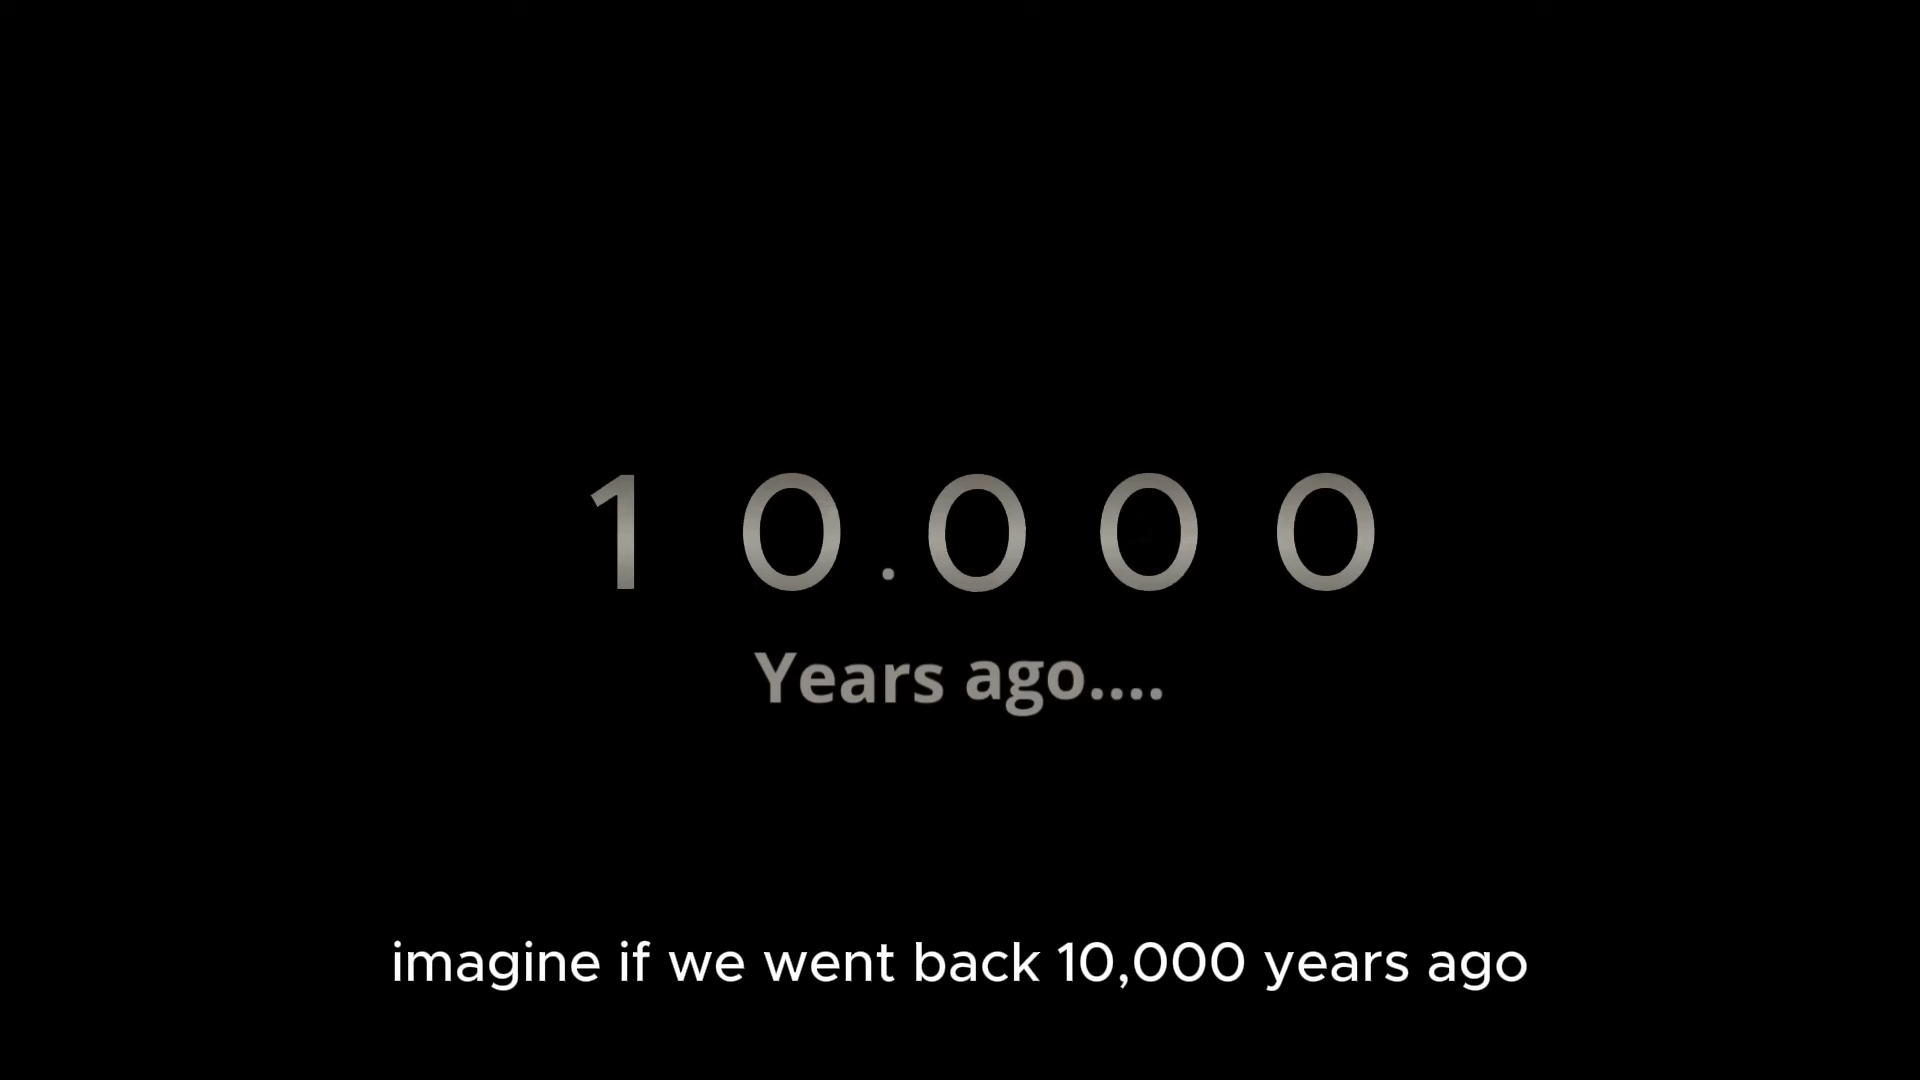 10.000
Years ago....
imagine if we went back 10,000 years ago